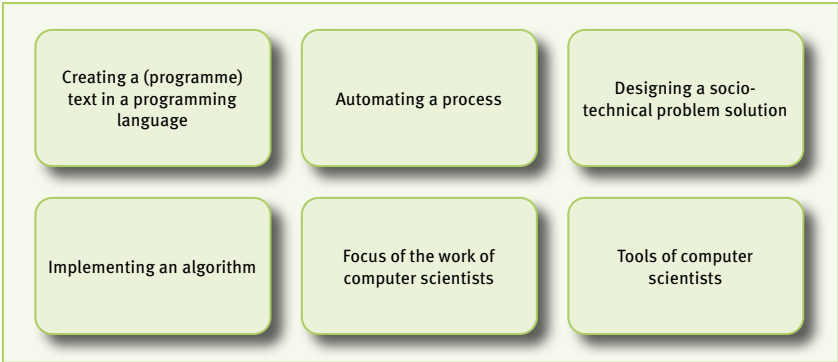 Creating a (programme)
text in a programming
language
Automating a process
Designing a socio-
technical problem solution
Implementing an algorithm
Focus of the work of
computer scientists
Tools of computer
scientists